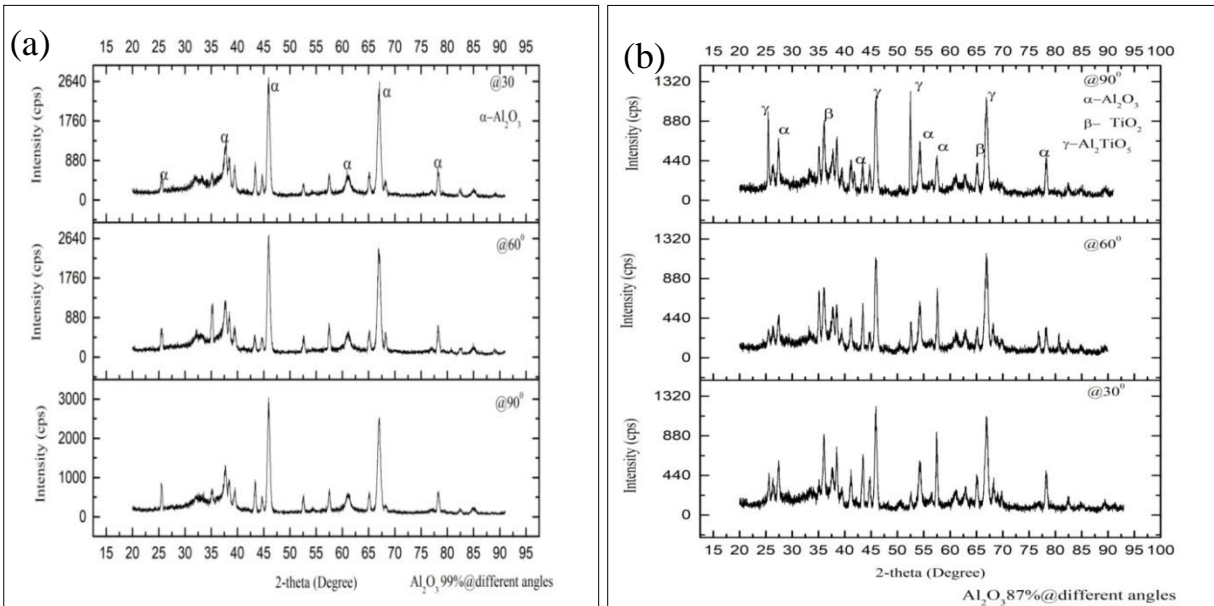 (a)
15 20 25 30 35 40 45 50 55 60 65 70 75 80 85 90 95
@30
α–Al₂O₃
Intensity (cps)
2640
1760
880
0
α
α
α
α
α
α
@60⁰
Intensity (cps)
2640
1760
880
0
@90⁰
Intensity (cps)
3000
2000
1000
0
15 20 25 30 35 40 45 50 55 60 65 70 75 80 85 90 95
2-theta (Degree)
Al₂O₃ 99%@different angles
(b)
15 20 25 30 35 40 45 50 55 60 65 70 75 80 85 90 95 100
@90⁰
α–Al₂O₃
β– TiO₂
γ–Al₂TiO₅
Intensity (cps)
1320
880
440
0
γ
α
β
α
γ
γ
α
α
β
γ
α
@60⁰
Intensity (cps)
1320
880
440
0
@30⁰
Intensity (cps)
1320
880
440
0
15 20 25 30 35 40 45 50 55 60 65 70 75 80 85 90 95 100
2-theta (Degree)
Al₂O₃ 87%@different angles